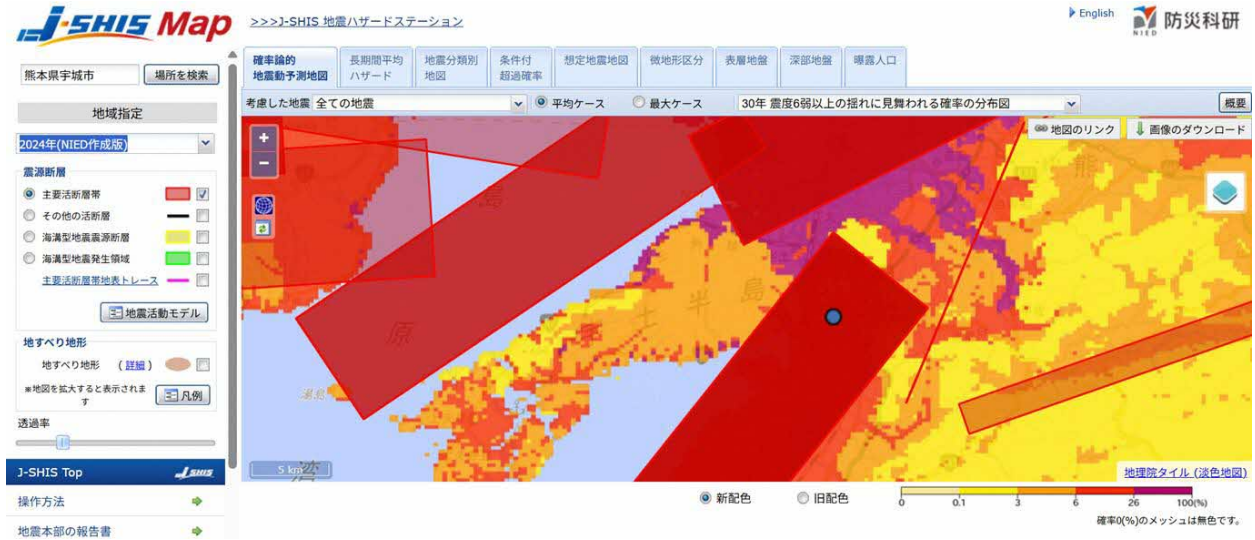 J-SHIS Map
>>>J-SHIS 地震ハザードステーション
English
NIED 防災科研
熊本県宇城市
場所を検索
地域指定
2024年(NIED作成版)
震源断層
主要活断層帯
その他の活断層
海溝型地震震源断層
海溝型地震発生領域
主要活断層帯地表トレース
地震活動モデル
地すべり地形
地すべり地形 (詳細)
※地図を拡大すると表示されま
す
凡例
透過率
J-SHIS Top
J-SHIS
操作方法
地震本部の報告書
確率論的
地震動予測地図
長期間平均
ハザード
地震分類別
地図
条件付
超過確率
想定地震地図
微地形区分
表層地盤
深部地盤
曝露人口
考慮した地震 全ての地震
平均ケース
最大ケース
30年 震度6弱以上の揺れに見舞われる確率の分布図
概要
+
−
地図のリンク
画像のダウンロード
島
熊
島
半
土
原
湯島
湾
5 km
地理院タイル (淡色地図)
新配色
旧配色
0 0.1 3 6 26 100(%)
確率0(%)のメッシュは無色です。